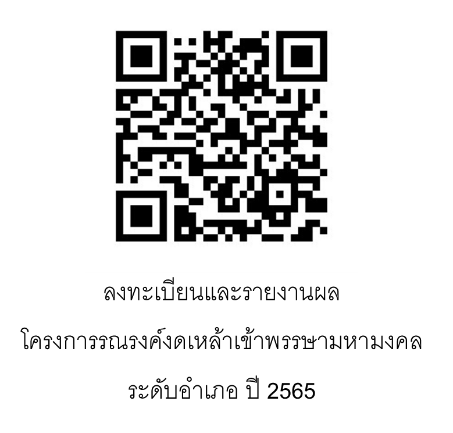 ลงทะเบียนและรายงานผล
โครงการรณรงค์งดเหล้าเข้าพรรษามหามงคล
ระดับอำเภอ ปี 2565